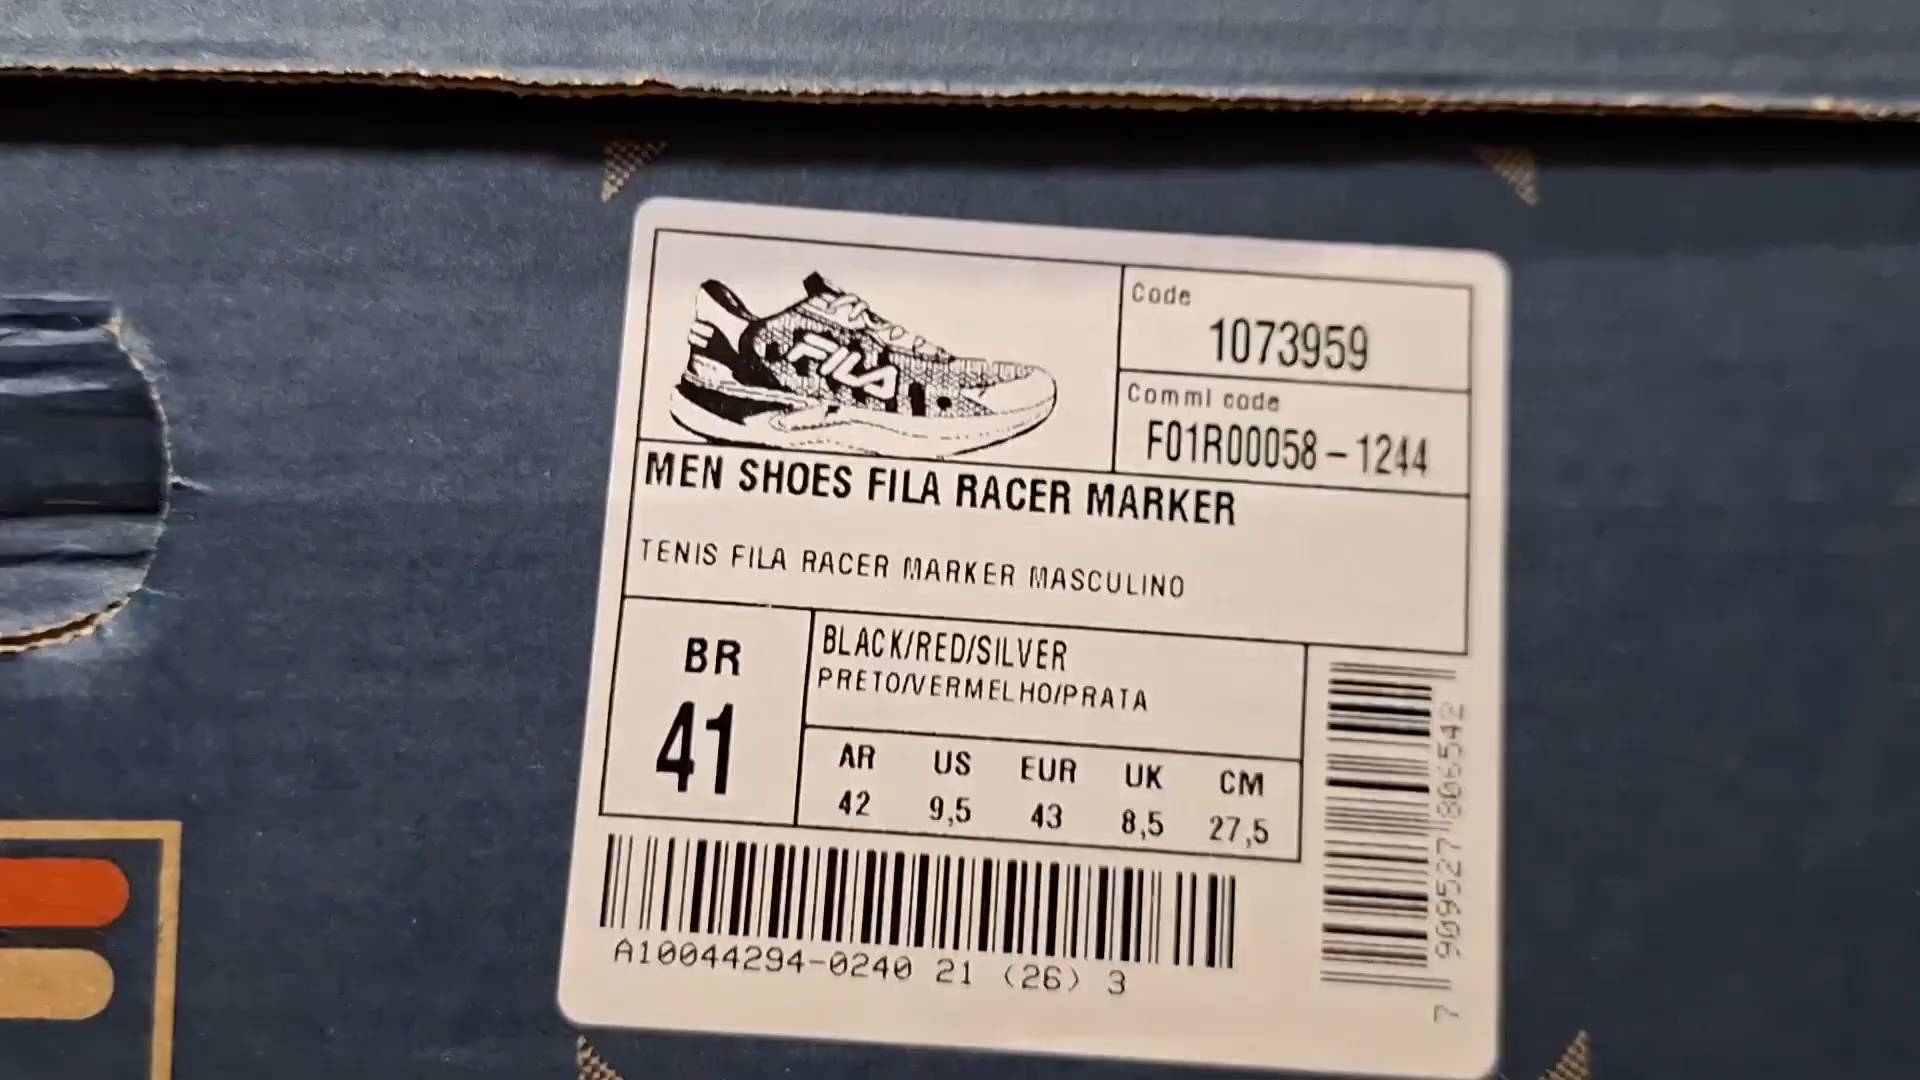 FILA
Code
1073959
Comml code
F01R00058-1244
MEN SHOES FILA RACER MARKER
TENIS FILA RACER MARKER MASCULINO
BR
41
BLACK/RED/SILVER
PRETO/VERMELHO/PRATA
AR US EUR UK CM
42 9,5 43 8,5 27,5
A10044294-0240 21 (26) 3
7 909527 806542